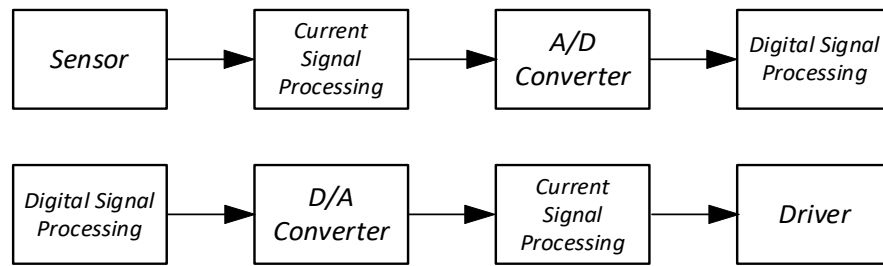 Sensor
Current
Signal
Processing
A/D
Converter
Digital Signal
Processing
Digital Signal
Processing
D/A
Converter
Current
Signal
Processing
Driver